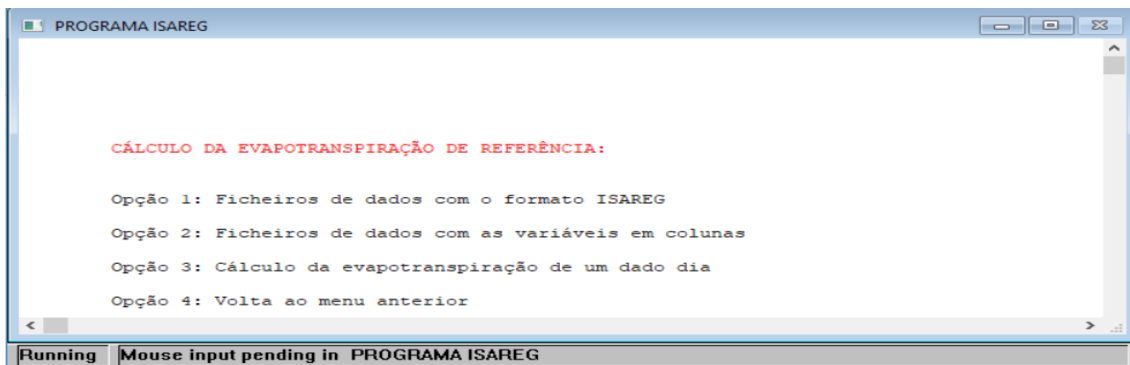 PROGRAMA ISAREG
CÁLCULO DA EVAPOTRANSPIRAÇÃO DE REFERÊNCIA:
Opção 1: Ficheiros de dados com o formato ISAREG
Opção 2: Ficheiros de dados com as variáveis em colunas
Opção 3: Cálculo da evapotranspiração de um dado dia
Opção 4: Volta ao menu anterior
Running Mouse input pending in PROGRAMA ISAREG